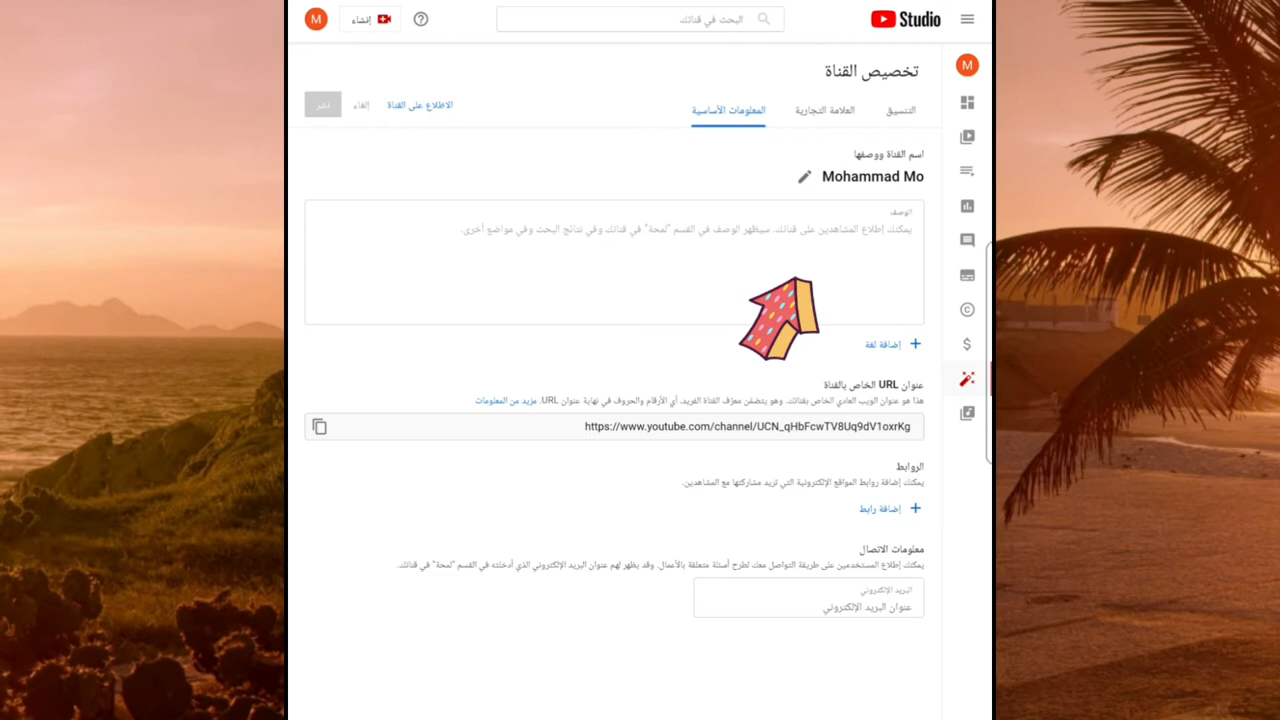 Studio
البحث في قناتك
إنشاء
M
M
تخصيص القناة
التنسيق
العلامة التجارية
المعلومات الأساسية
الاطلاع على القناة
إلغاء
نشر
اسم القناة ووصفها
Mohammad Mo
الوصف
يمكنك إطلاع المشاهدين على قناتك. سيظهر الوصف في القسم "لمحة" في قناتك وفي نتائج البحث وفي مواضع أخرى.
إضافة لغة
عنوان URL الخاص بالقناة
هذا هو عنوان الويب العادي الخاص بقناتك. وهو يتضمّن معرّف القناة الفريد، أي الأرقام والحروف في نهاية عنوان URL. مزيد من المعلومات
https://www.youtube.com/channel/UCN_qHbFcwTV8Uq9dV1oxrKg
الروابط
يمكنك إضافة روابط المواقع الإلكترونية التي تريد مشاركتها مع المشاهدين.
إضافة رابط
معلومات الاتصال
يمكنك إطلاع المستخدمين على طريقة التواصل معك لطرح أسئلة متعلقة بالأعمال. وقد يظهر لهم عنوان البريد الإلكتروني الذي أدخلته في القسم "لمحة" في قناتك.
البريد الإلكتروني
عنوان البريد الإلكتروني